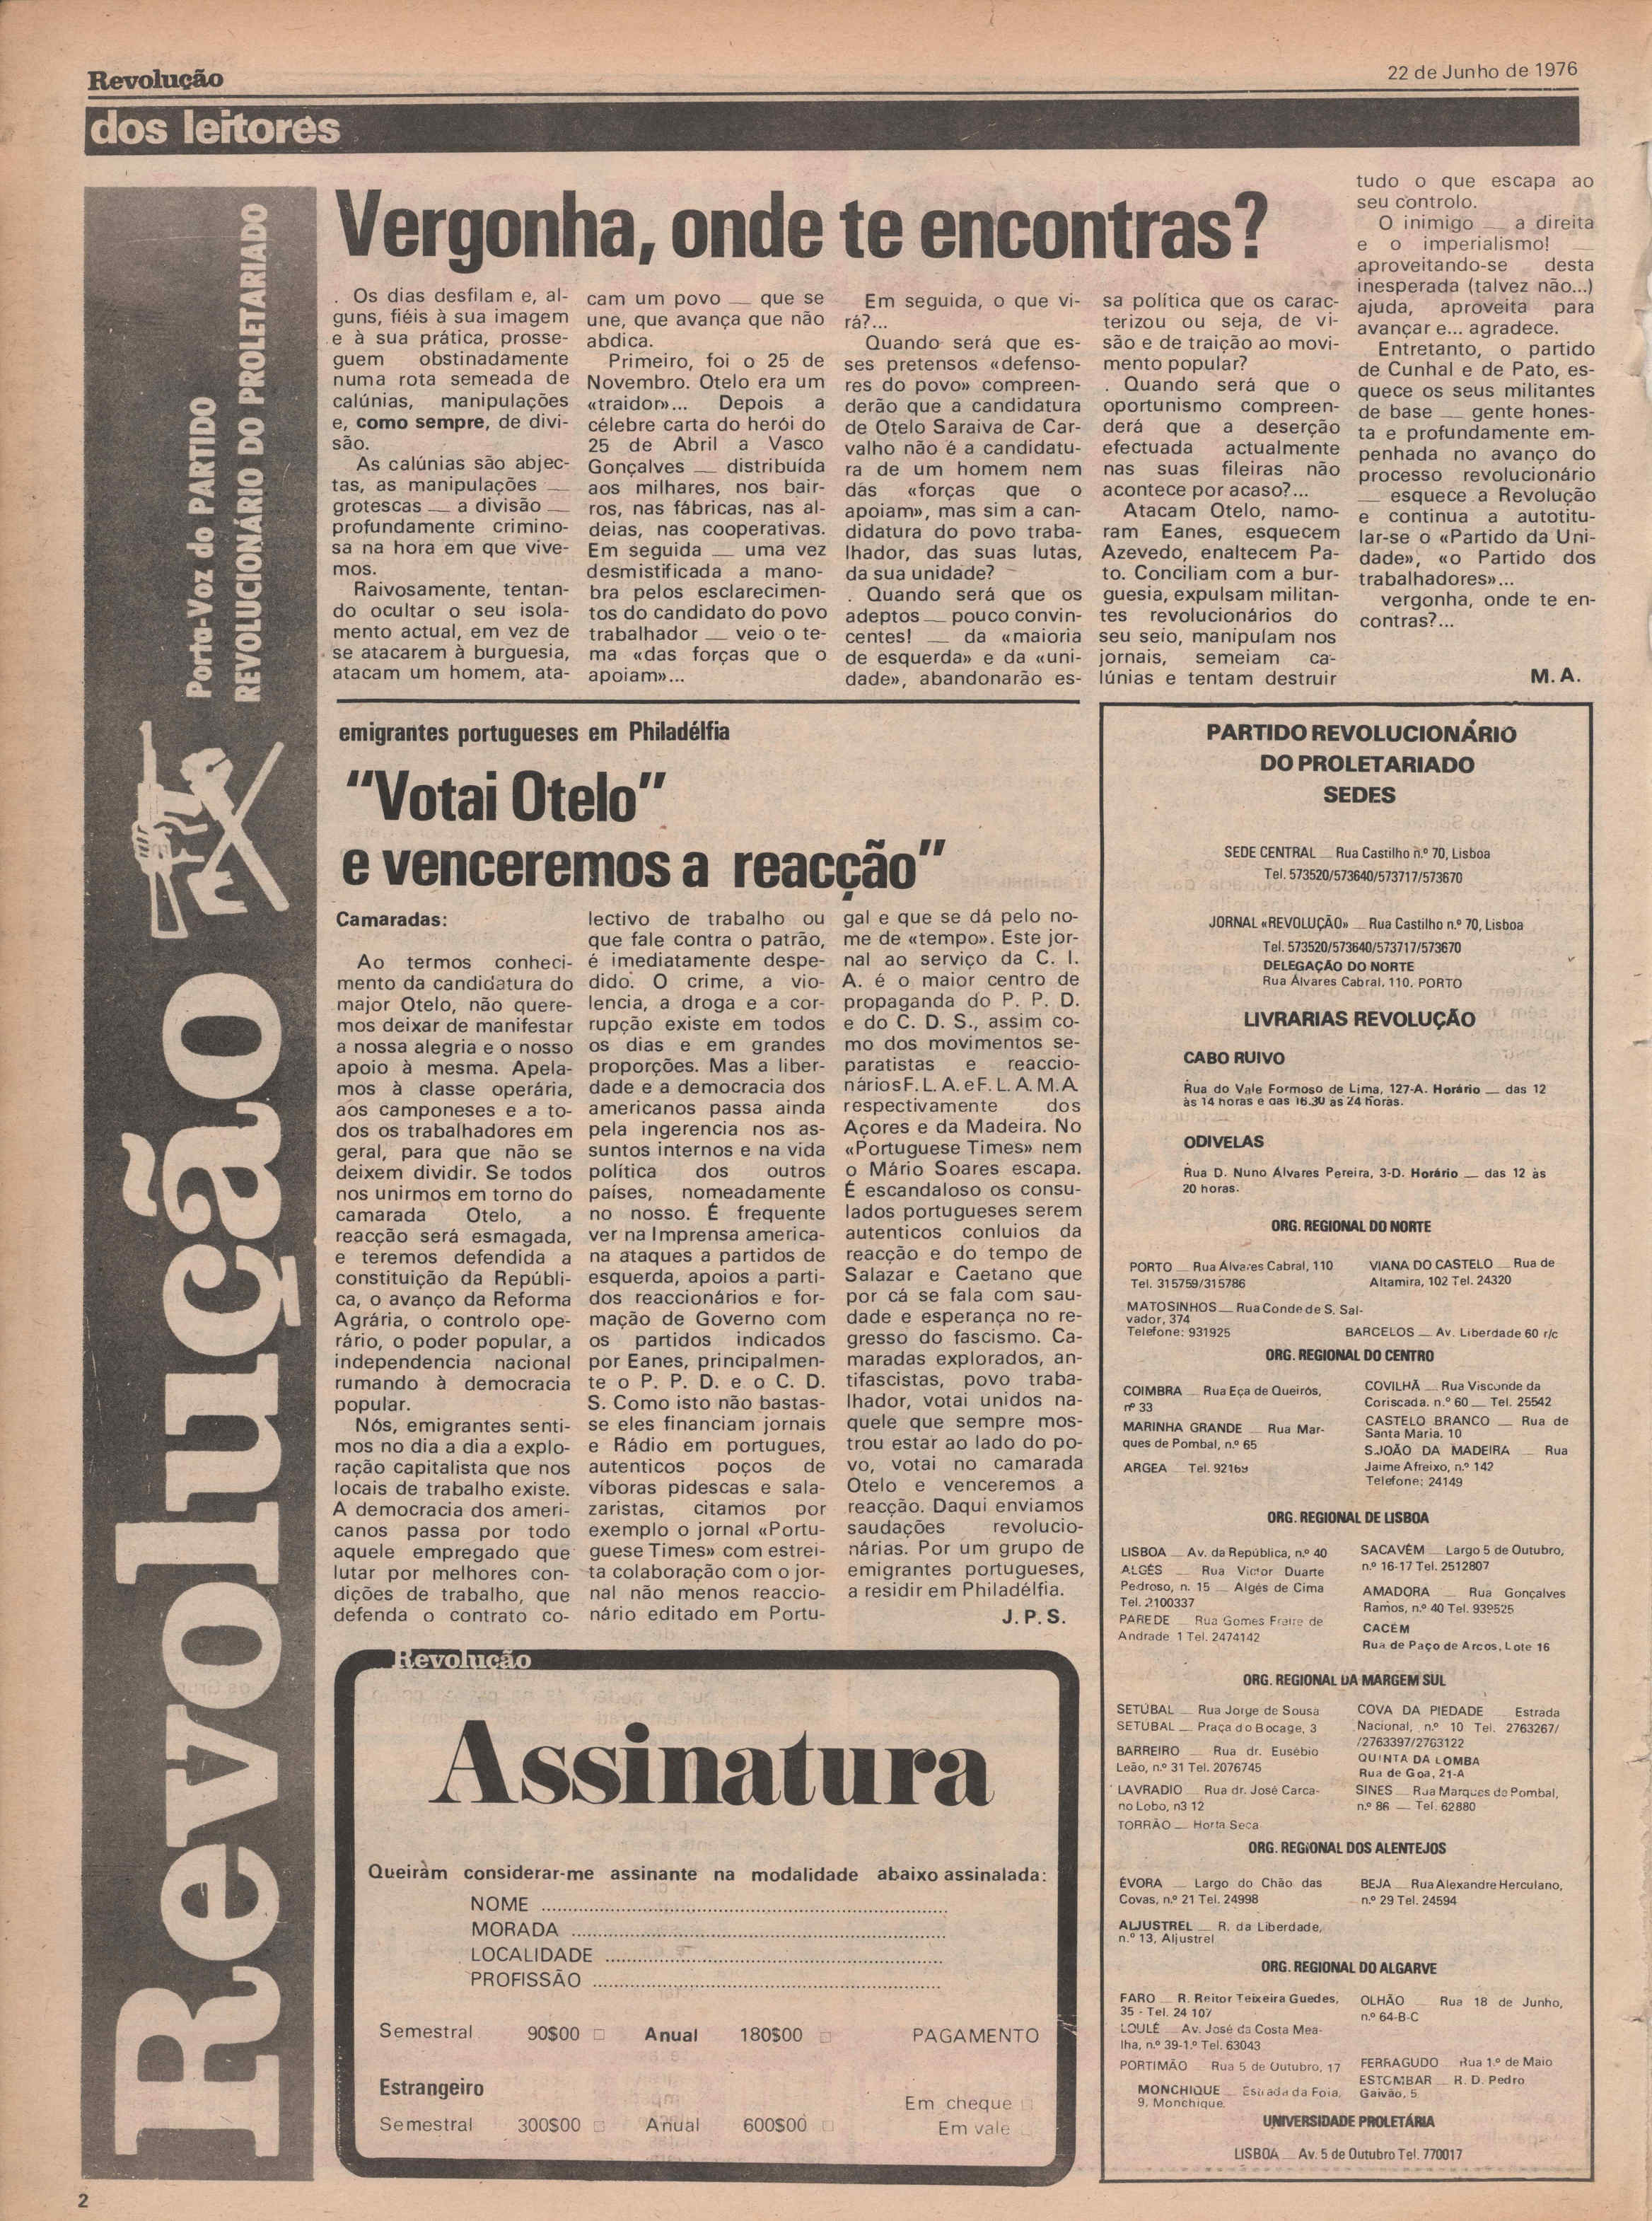 Revolução
22 de Junho de 1976
dos leitores
Porta-Voz do PARTIDO
REVOLUCIONÁRIO DO PROLETARIADO
Revolução
Vergonha, onde te encontras?
. Os dias desfilam e, al-
guns, fiéis à sua imagem
e à sua prática, prosse-
guem obstinadamente
numa rota semeada de
calúnias, manipulações
e, como sempre, de divi-
são.
As calúnias são abjec-
tas, as manipulações —
grotescas — a divisão —
profundamente crimino-
sa na hora em que vive-
mos.
Raivosamente, tentan-
do ocultar o seu isola-
mento actual, em vez de
se atacarem à burguesia,
atacam um homem, ata-
cam um povo — que se
une, que avança que não
abdica.
Primeiro, foi o 25 de
Novembro. Otelo era um
«traidor»... Depois a
célebre carta do herói do
25 de Abril a Vasco
Gonçalves — distribuída
aos milhares, nos bair-
ros, nas fábricas, nas al-
deias, nas cooperativas.
Em seguida — uma vez
desmistificada a mano-
bra pelos esclarecimen-
tos do candidato do povo
trabalhador — veio o te-
ma «das forças que o
apoiam»...
Em seguida, o que vi-
rá?...
Quando será que es-
ses pretensos «defenso-
res do povo» compreen-
derão que a candidatura
de Otelo Saraiva de Car-
valho não é a candidatu-
ra de um homem nem
das «forças que o
apoiam», mas sim a can-
didatura do povo traba-
lhador, das suas lutas,
da sua unidade?
. Quando será que os
adeptos — pouco convin-
centes! — da «maioria
de esquerda» e da «uni-
dade», abandonarão es-
sa política que os carac-
terizou ou seja, de vi-
são e de traição ao movi-
mento popular?
. Quando será que o
oportunismo compreen-
derá que a deserção
efectuada actualmente
nas suas fileiras não
acontece por acaso?...
Atacam Otelo, namo-
ram Eanes, esquecem
Azevedo, enaltecem Pa-
to. Conciliam com a bur-
guesia, expulsam militan-
tes revolucionários do
seu seio, manipulam nos
jornais, semeiam ca-
lúnias e tentam destruir
tudo o que escapa ao
seu controlo.
O inimigo — a direita
e o imperialismo! —
aproveitando-se desta
inesperada (talvez não...)
ajuda, aproveita para
avançar e... agradece.
Entretanto, o partido
de Cunhal e de Pato, es-
quece os seus militantes
de base — gente hones-
ta e profundamente em-
penhada no avanço do
processo revolucionário
— esquece a Revolução
e continua a autotitu-
lar-se o «Partido da Uni-
dade», «o Partido dos
trabalhadores»...
vergonha, onde te en-
contras?...
M. A.
emigrantes portugueses em Philadélfia
"Votai Otelo"
e venceremos a reacção"
Camaradas:
Ao termos conheci-
mento da candidatura do
major Otelo, não quere-
mos deixar de manifestar
a nossa alegria e o nosso
apoio à mesma. Apela-
mos à classe operária,
aos camponeses e a to-
dos os trabalhadores em
geral, para que não se
deixem dividir. Se todos
nos unirmos em torno do
camarada Otelo, a
reacção será esmagada,
e teremos defendida a
constituição da Repúbli-
ca, o avanço da Reforma
Agrária, o controlo ope-
rário, o poder popular, a
independencia nacional
rumando à democracia
popular.
Nós, emigrantes senti-
mos no dia a dia a explo-
ração capitalista que nos
locais de trabalho existe.
A democracia dos ameri-
canos passa por todo
aquele empregado que
lutar por melhores con-
dições de trabalho, que
defenda o contrato co-
lectivo de trabalho ou
que fale contra o patrão,
é imediatamente despe-
dido. O crime, a vio-
lencia, a droga e a cor-
rupção existe em todos
os dias e em grandes
proporções. Mas a liber-
dade e a democracia dos
americanos passa ainda
pela ingerencia nos as-
suntos internos e na vida
política dos outros
países, nomeadamente
no nosso. É frequente
ver na Imprensa america-
na ataques a partidos de
esquerda, apoios a parti-
dos reaccionários e for-
mação de Governo com
os partidos indicados
por Eanes, principalmen-
te o P. P. D. e o C. D.
S. Como isto não bastas-
se eles financiam jornais
e Rádio em portugues,
autenticos poços de
víboras pidescas e sala-
zaristas, citamos por
exemplo o jornal «Portu-
guese Times» com estrei-
ta colaboração com o jor-
nal não menos reaccio-
nário editado em Portu-
gal e que se dá pelo no-
me de «tempo». Este jor-
nal ao serviço da C. I.
A. é o maior centro de
propaganda do P. P. D.
e do C. D. S., assim co-
mo dos movimentos se-
paratistas e reaccio-
nários F. L. A. e F. L. A. M. A.
respectivamente dos
Açores e da Madeira. No
«Portuguese Times» nem
o Mário Soares escapa.
É escandaloso os consu-
lados portugueses serem
autenticos conluios da
reacção e do tempo de
Salazar e Caetano que
por cá se fala com sau-
dade e esperança no re-
gresso do fascismo. Ca-
maradas explorados, an-
tifascistas, povo traba-
lhador, votai unidos na-
quele que sempre mos-
trou estar ao lado do po-
vo, votai no camarada
Otelo e venceremos a
reacção. Daqui enviamos
saudações revolucio-
nárias. Por um grupo de
emigrantes portugueses,
a residir em Philadélfia.
J. P. S.
Revolução
Assinatura
Queiram considerar-me assinante na modalidade abaixo assinalada:
NOME
MORADA
LOCALIDADE
PROFISSÃO
Semestral 90$00 □ Anual 180$00 □ PAGAMENTO
Estrangeiro
Em cheque □
Semestral 300$00 □ Anual 600$00 □ Em vale □
PARTIDO REVOLUCIONÁRIO
DO PROLETARIADO
SEDES
SEDE CENTRAL — Rua Castilho n.º 70, Lisboa
Tel. 573520/573640/573717/573670
JORNAL «REVOLUÇÃO» — Rua Castilho n.º 70, Lisboa
Tel. 573520/573640/573717/573670
DELEGAÇÃO DO NORTE
Rua Álvares Cabral, 110, PORTO
LIVRARIAS REVOLUÇÃO
CABO RUIVO
Rua do Vale Formoso de Lima, 127-A. Horário — das 12
às 14 horas e das 16.30 às 24 horas.
ODIVELAS
Rua D. Nuno Álvares Pereira, 3-D. Horário — das 12 às
20 horas.
ORG. REGIONAL DO NORTE
PORTO — Rua Álvares Cabral, 110
Tel. 315759/315786
MATOSINHOS — Rua Conde de S. Sal-
vador, 374
Telefone: 931925
VIANA DO CASTELO — Rua de
Altamira, 102 Tel. 24320
BARCELOS — Av. Liberdade 60 r/c
ORG. REGIONAL DO CENTRO
COIMBRA — Rua Eça de Queirós,
nº 33
MARINHA GRANDE — Rua Mar-
ques de Pombal, n.º 65
ARGEA — Tel. 92169
COVILHÃ — Rua Visconde da
Coriscada. n.º 60 — Tel. 25542
CASTELO BRANCO — Rua de
Santa Maria, 10
S.JOÃO DA MADEIRA — Rua
Jaime Afreixo, n.º 142
Telefone: 24149
ORG. REGIONAL DE LISBOA
LISBOA — Av. da República, n.º 40
ALGÉS — Rua Victor Duarte
Pedroso, n. 15 — Algés de Cima
Tel. 2100337
PAREDE — Rua Gomes Freire de
Andrade 1 Tel. 2474142
SACAVÉM — Largo 5 de Outubro,
n.º 16-17 Tel. 2512807
AMADORA — Rua Gonçalves
Ramos, n.º 40 Tel. 939525
CACÉM
Rua de Paço de Arcos, Lote 16
ORG. REGIONAL DA MARGEM SUL
SETÚBAL — Rua Jorge de Sousa
SETUBAL — Praça do Bocage, 3
BARREIRO — Rua dr. Eusébio
Leão, n.º 31 Tel. 2076745
LAVRADIO — Rua dr. José Carca-
no Lobo, n3 12
TORRÃO — Horta Seca
COVA DA PIEDADE — Estrada
Nacional, n.º 10 Tel. 2763267/
/2763397/2763122
QUINTA DA LOMBA
Rua de Goa, 21-A
SINES — Rua Marques de Pombal,
n.º 86 — Tel. 62880
ORG. REGIONAL DOS ALENTEJOS
ÉVORA — Largo do Chão das
Covas, n.º 21 Tel. 24998
ALJUSTREL — R. da Liberdade,
n.º 13, Aljustrel
BEJA — Rua Alexandre Herculano,
n.º 29 Tel. 24594
ORG. REGIONAL DO ALGARVE
FARO — R. Reitor Teixeira Guedes,
35 - Tel. 24 107
LOULÉ — Av. José da Costa Mea-
lha, n.º 39-1.º Tel. 63043
PORTIMÃO — Rua 5 de Outubro, 17
MONCHIQUE — Estrada da Foia,
9, Monchique
OLHÃO — Rua 18 de Junho,
n.º 64-B-C
FERRAGUDO — Rua 1.º de Maio
ESTOMBAR — R. D. Pedro
Gaivão, 5
UNIVERSIDADE PROLETÁRIA
LISBOA — Av. 5 de Outubro Tel. 770017
2